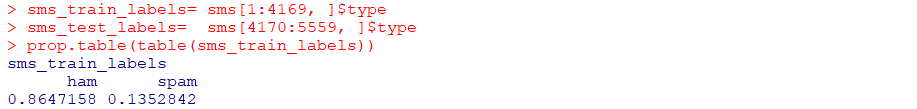 > sms_train_labels= sms[1:4169, ]$type
> sms_test_labels=  sms[4170:5559, ]$type
> prop.table(table(sms_train_labels))
sms_train_labels
      ham      spam
0.8647158 0.1352842